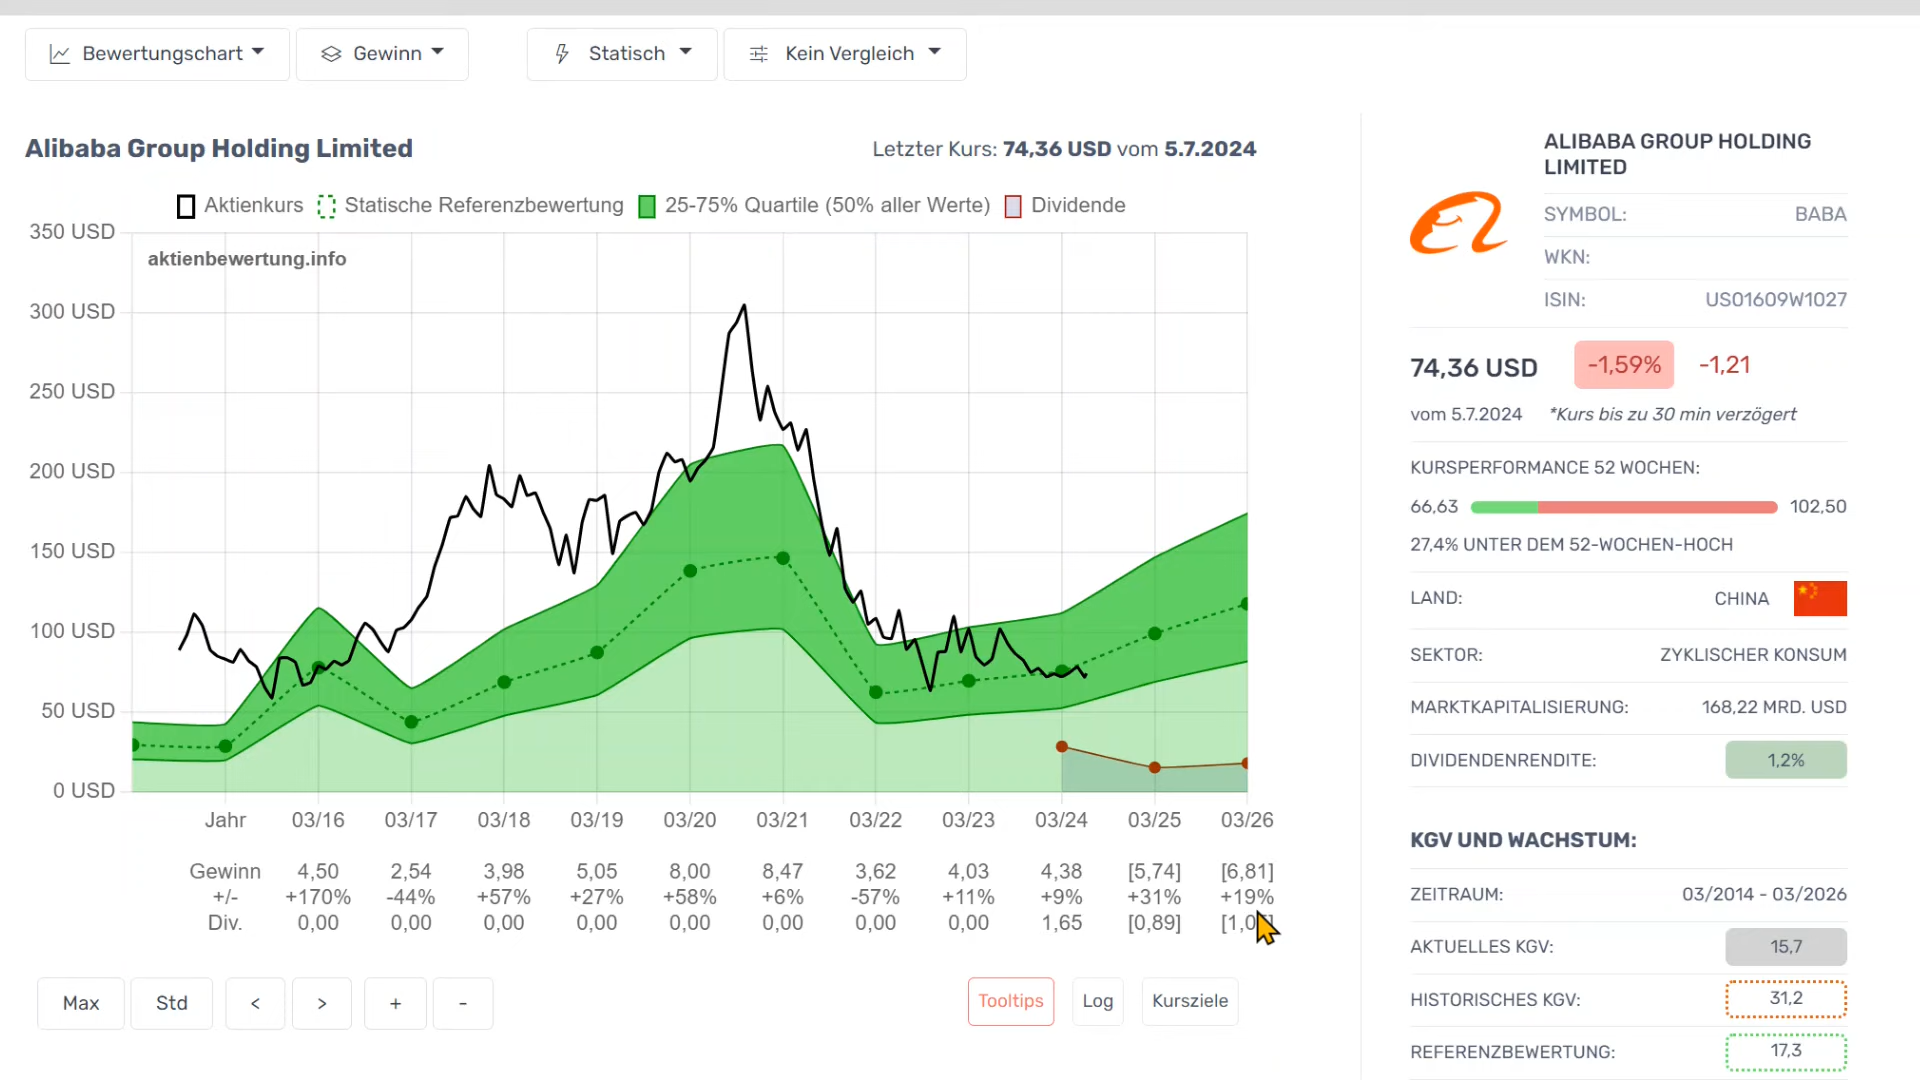 Bewertungschart
Gewinn
Statisch
Kein Vergleich
Alibaba Group Holding Limited
Letzter Kurs: 74,36 USD vom 5.7.2024
Aktienkurs Statische Referenzbewertung 25-75% Quartile (50% aller Werte) Dividende
aktienbewertung.info
350 USD
300 USD
250 USD
200 USD
150 USD
100 USD
50 USD
0 USD
Jahr 03/16 03/17 03/18 03/19 03/20 03/21 03/22 03/23 03/24 03/25 03/26
Gewinn 4,50 2,54 3,98 5,05 8,00 8,47 3,62 4,03 4,38 [5,74] [6,81]
+/- +170% -44% +57% +27% +58% +6% -57% +11% +9% +31% +19%
Div. 0,00 0,00 0,00 0,00 0,00 0,00 0,00 0,00 1,65 [0,89]
Max
Std
<
>
+
-
Tooltips
Log
Kursziele
ALIBABA GROUP HOLDING
LIMITED
SYMBOL: BABA
WKN:
ISIN: US01609W1027
74,36 USD -1,59% -1,21
vom 5.7.2024 *Kurs bis zu 30 min verzögert
KURSPERFORMANCE 52 WOCHEN:
66,63 102,50
27,4% UNTER DEM 52-WOCHEN-HOCH
LAND: CHINA
SEKTOR: ZYKLISCHER KONSUM
MARKTKAPITALISIERUNG: 168,22 MRD. USD
DIVIDENDENRENDITE: 1,2%
KGV UND WACHSTUM:
ZEITRAUM: 03/2014 - 03/2026
AKTUELLES KGV: 15,7
HISTORISCHES KGV: 31,2
REFERENZBEWERTUNG: 17,3